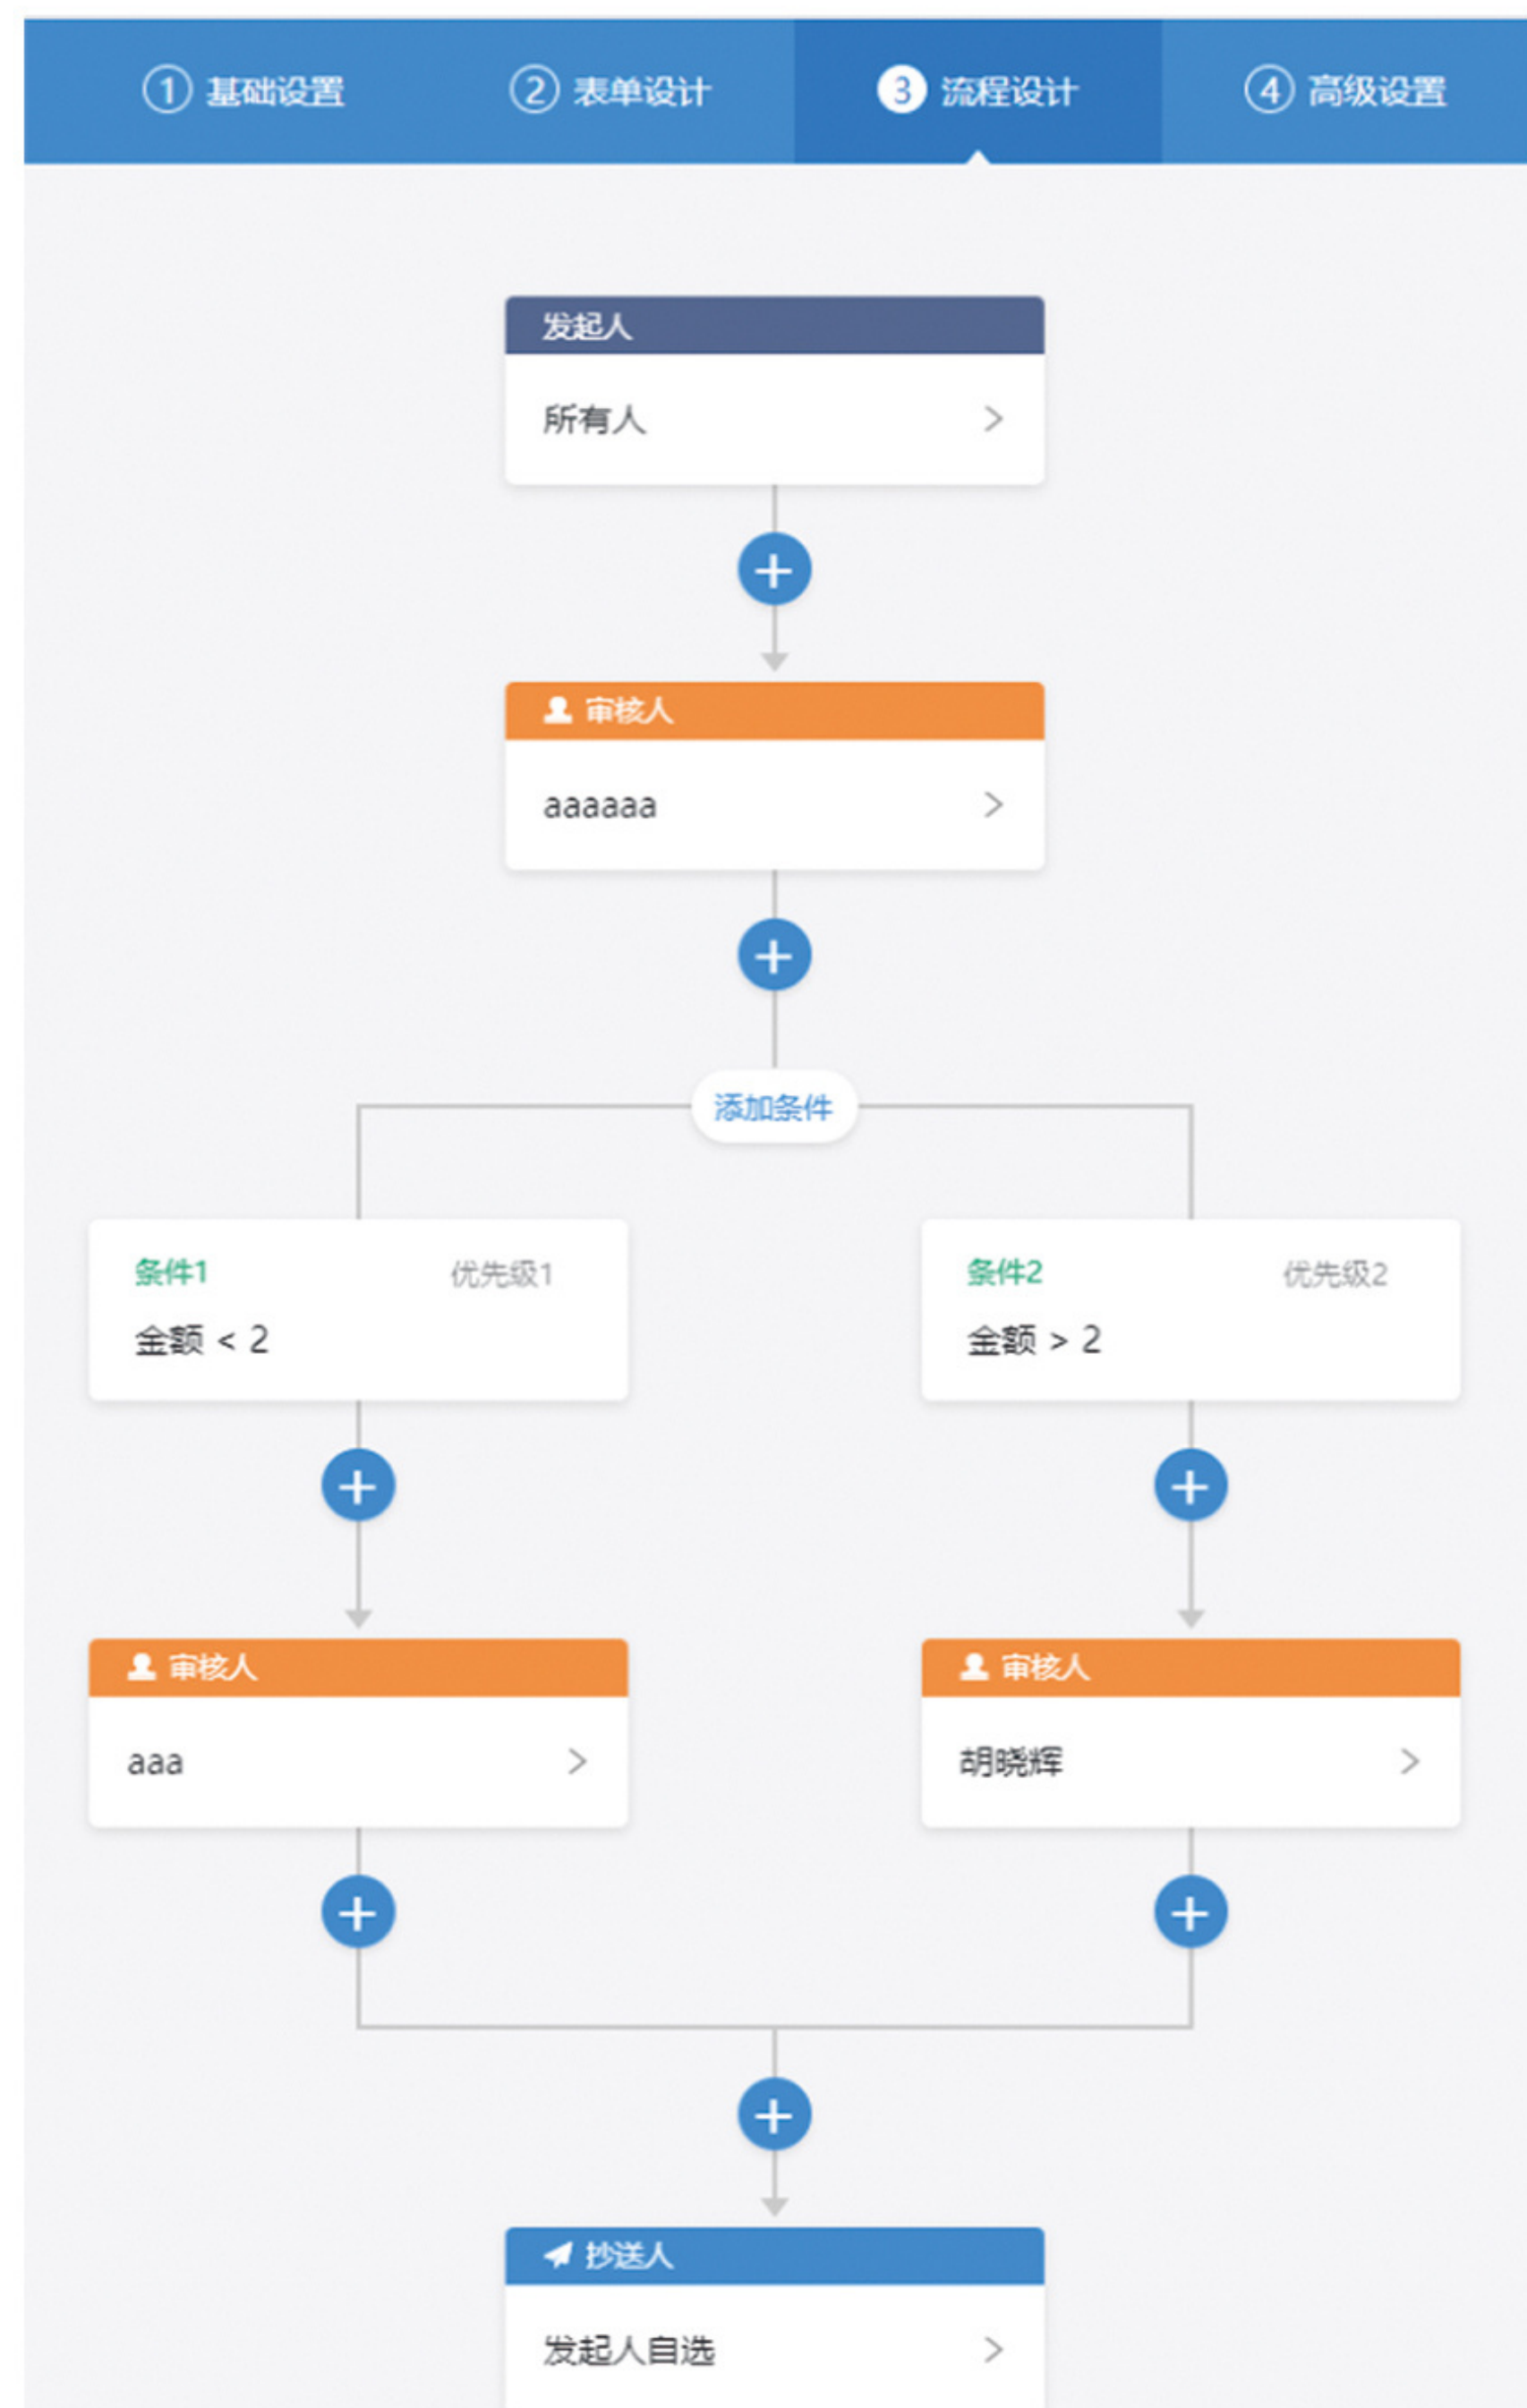 ① 基础设置 ② 表单设计 ③ 流程设计 ④ 高级设置
发起人
所有人
审核人
aaaaaa
添加条件
条件1 优先级1
金额 < 2
条件2 优先级2
金额 > 2
审核人
aaa
审核人
胡晓辉
抄送人
发起人自选